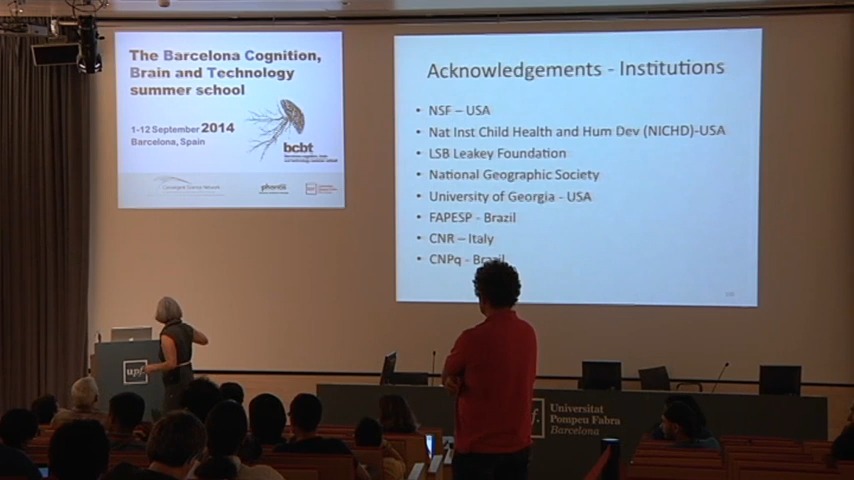 The Barcelona Cognition,
Brain and Technology
summer school
1-12 September 2014
Barcelona, Spain
bcbt
Acknowledgements - Institutions
• NSF – USA
• Nat Inst Child Health and Hum Dev (NICHD)-USA
• LSB Leakey Foundation
• National Geographic Society
• University of Georgia - USA
• FAPESP - Brazil
• CNR – Italy
• CNPq - Brazil
upf.
Universitat
Pompeu Fabra
Barcelona